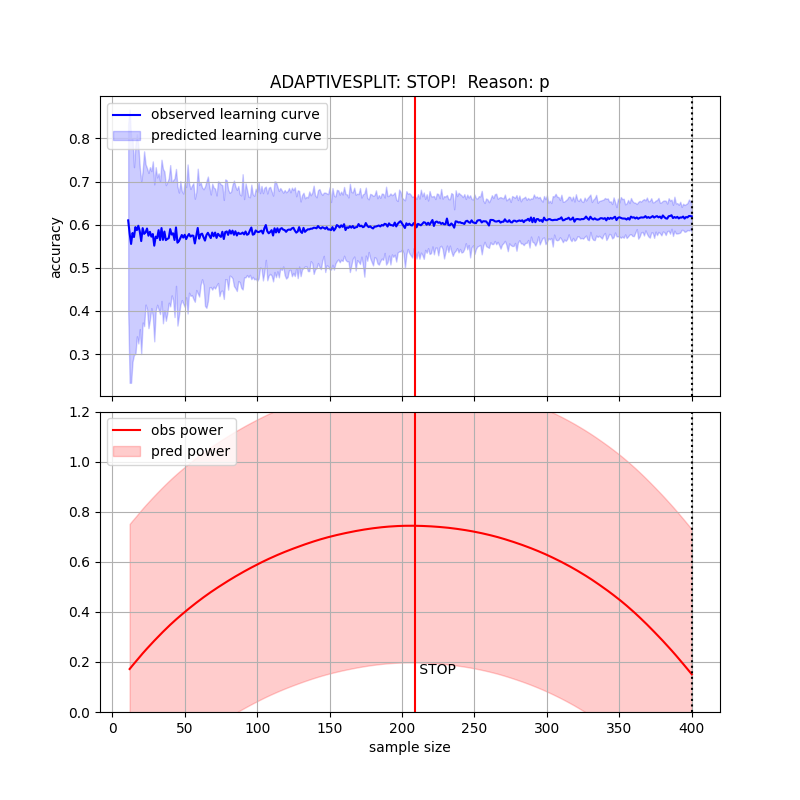 ADAPTIVESPLIT: STOP!  Reason: p
observed learning curve
predicted learning curve
accuracy
0.8
0.7
0.6
0.5
0.4
0.3
obs power
pred power
1.2
1.0
0.8
0.6
0.4
0.2
0.0
STOP
0 50 100 150 200 250 300 350 400
sample size